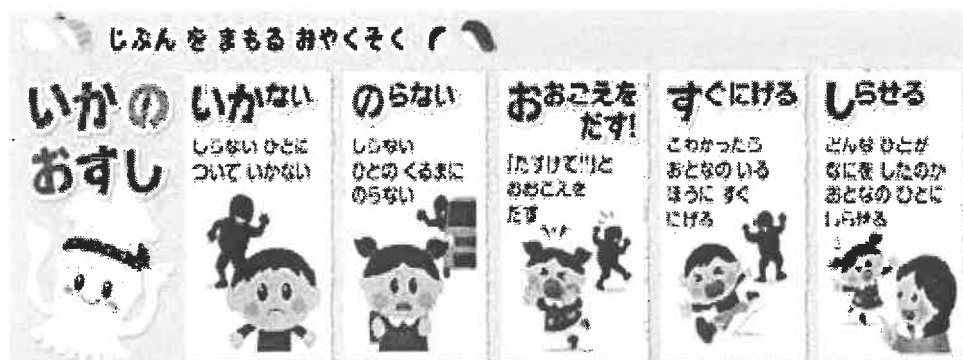 じぶん を まもる おやくそく
いかの
おすし
いかない
しらない ひとに
ついて いかない
のらない
しらない
ひとの くるまに
のらない
おおごえを
だす!
「たすけて!!」と
おおごえを
だす
すぐにげる
こわかったら
おとなの いる
ほうに すぐ
にげる
しらせる
どんな ひとが
なにを したのか
おとなの ひとに
しらせる